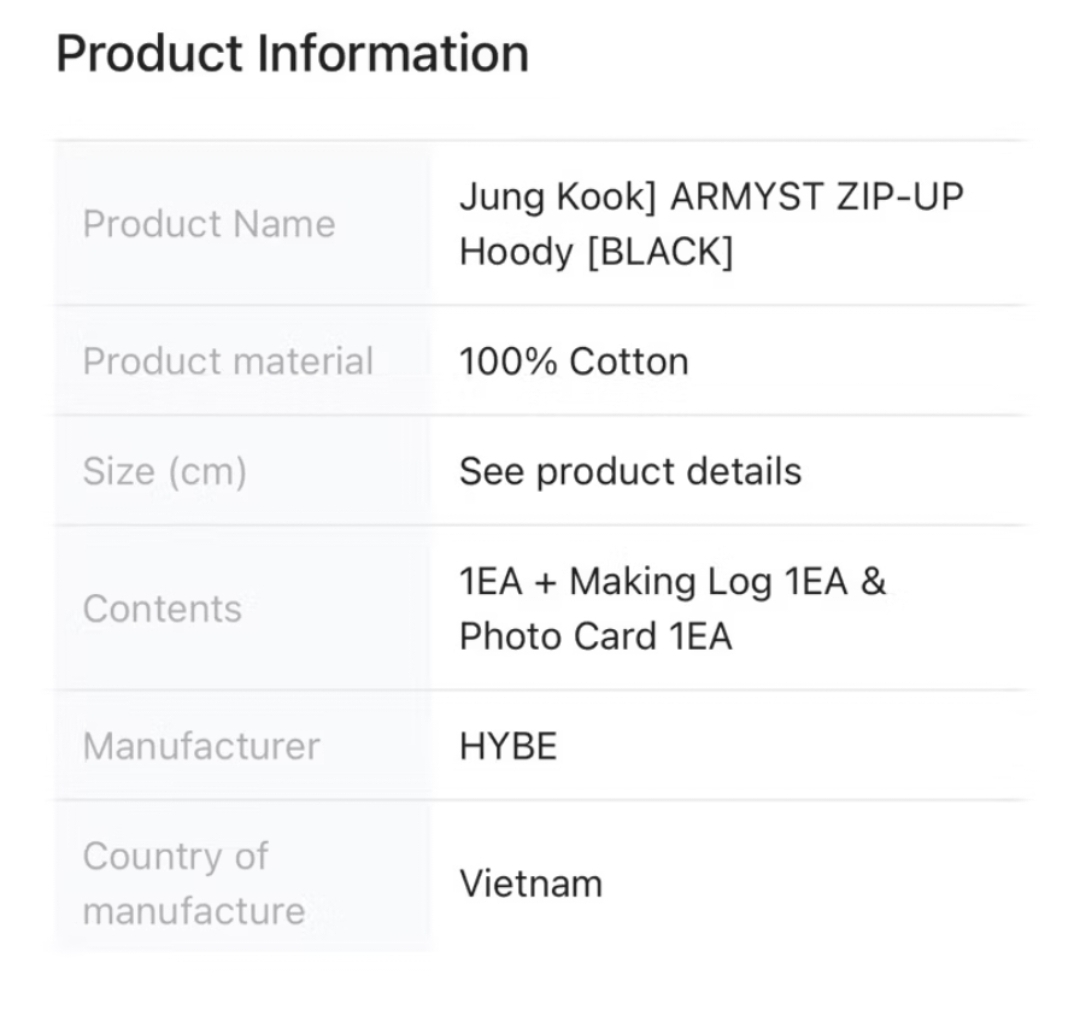 Product Information
Product Name
Jung Kook] ARMYST ZIP-UP
Hoody [BLACK]
Product material
100% Cotton
Size (cm)
See product details
Contents
1EA + Making Log 1EA &
Photo Card 1EA
Manufacturer
HYBE
Country of
manufacture
Vietnam